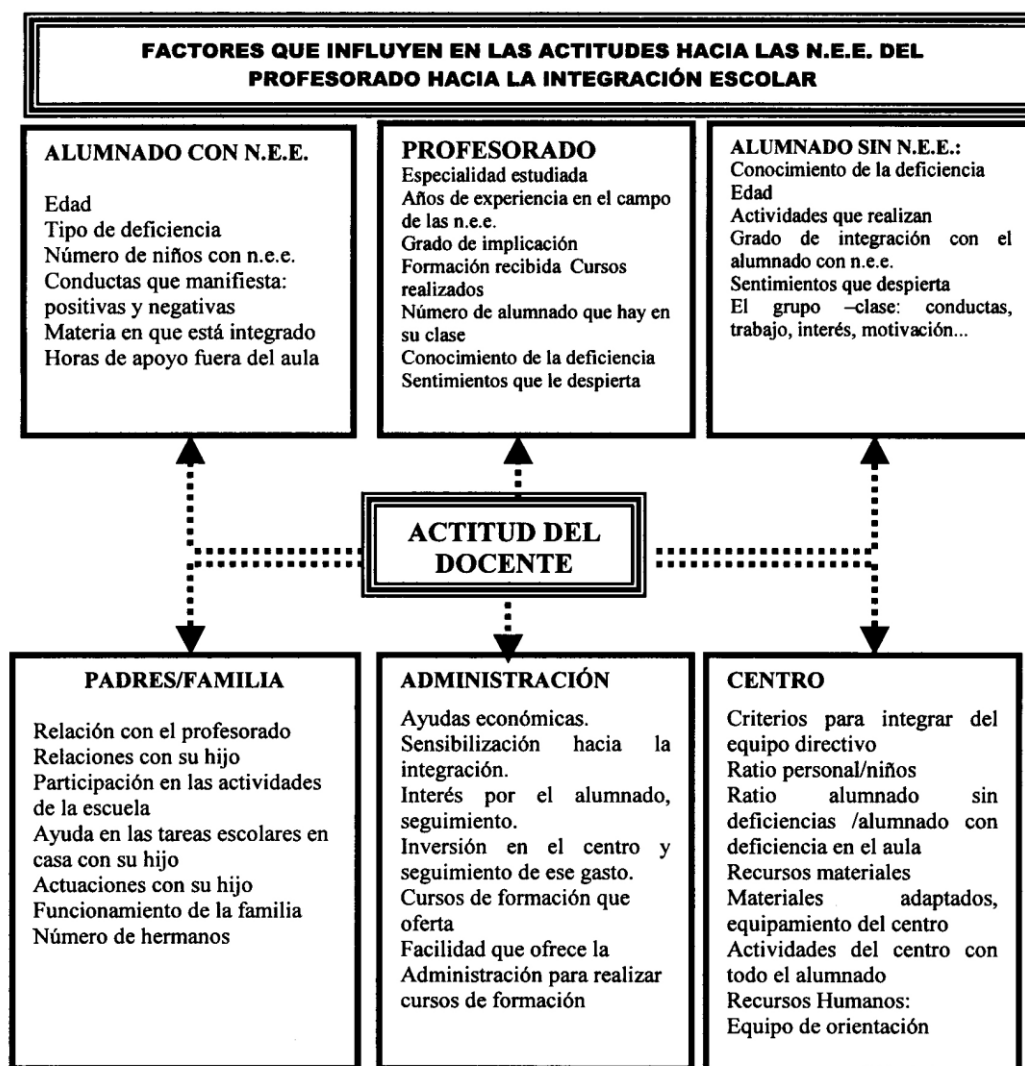 FACTORES QUE INFLUYEN EN LAS ACTITUDES HACIA LAS N.E.E. DEL
PROFESORADO HACIA LA INTEGRACIÓN ESCOLAR
ALUMNADO CON N.E.E.
Edad
Tipo de deficiencia
Número de niños con n.e.e.
Conductas que manifiesta:
positivas y negativas
Materia en que está integrado
Horas de apoyo fuera del aula
PROFESORADO
Especialidad estudiada
Años de experiencia en el campo
de las n.e.e.
Grado de implicación
Formación recibida Cursos
realizados
Número de alumnado que hay en
su clase
Conocimiento de la deficiencia
Sentimientos que le despierta
ALUMNADO SIN N.E.E.:
Conocimiento de la deficiencia
Edad
Actividades que realizan
Grado de integración con el
alumnado con n.e.e.
Sentimientos que despierta
El grupo –clase: conductas,
trabajo, interés, motivación...
ACTITUD DEL
DOCENTE
PADRES/FAMILIA
Relación con el profesorado
Relaciones con su hijo
Participación en las actividades
de la escuela
Ayuda en las tareas escolares en
casa con su hijo
Actuaciones con su hijo
Funcionamiento de la familia
Número de hermanos
ADMINISTRACIÓN
Ayudas económicas.
Sensibilización hacia la
integración.
Interés por el alumnado,
seguimiento.
Inversión en el centro y
seguimiento de ese gasto.
Cursos de formación que
oferta
Facilidad que ofrece la
Administración para realizar
cursos de formación
CENTRO
Criterios para integrar del
equipo directivo
Ratio personal/niños
Ratio alumnado sin
deficiencias /alumnado con
deficiencia en el aula
Recursos materiales
Materiales adaptados,
equipamiento del centro
Actividades del centro con
todo el alumnado
Recursos Humanos:
Equipo de orientación